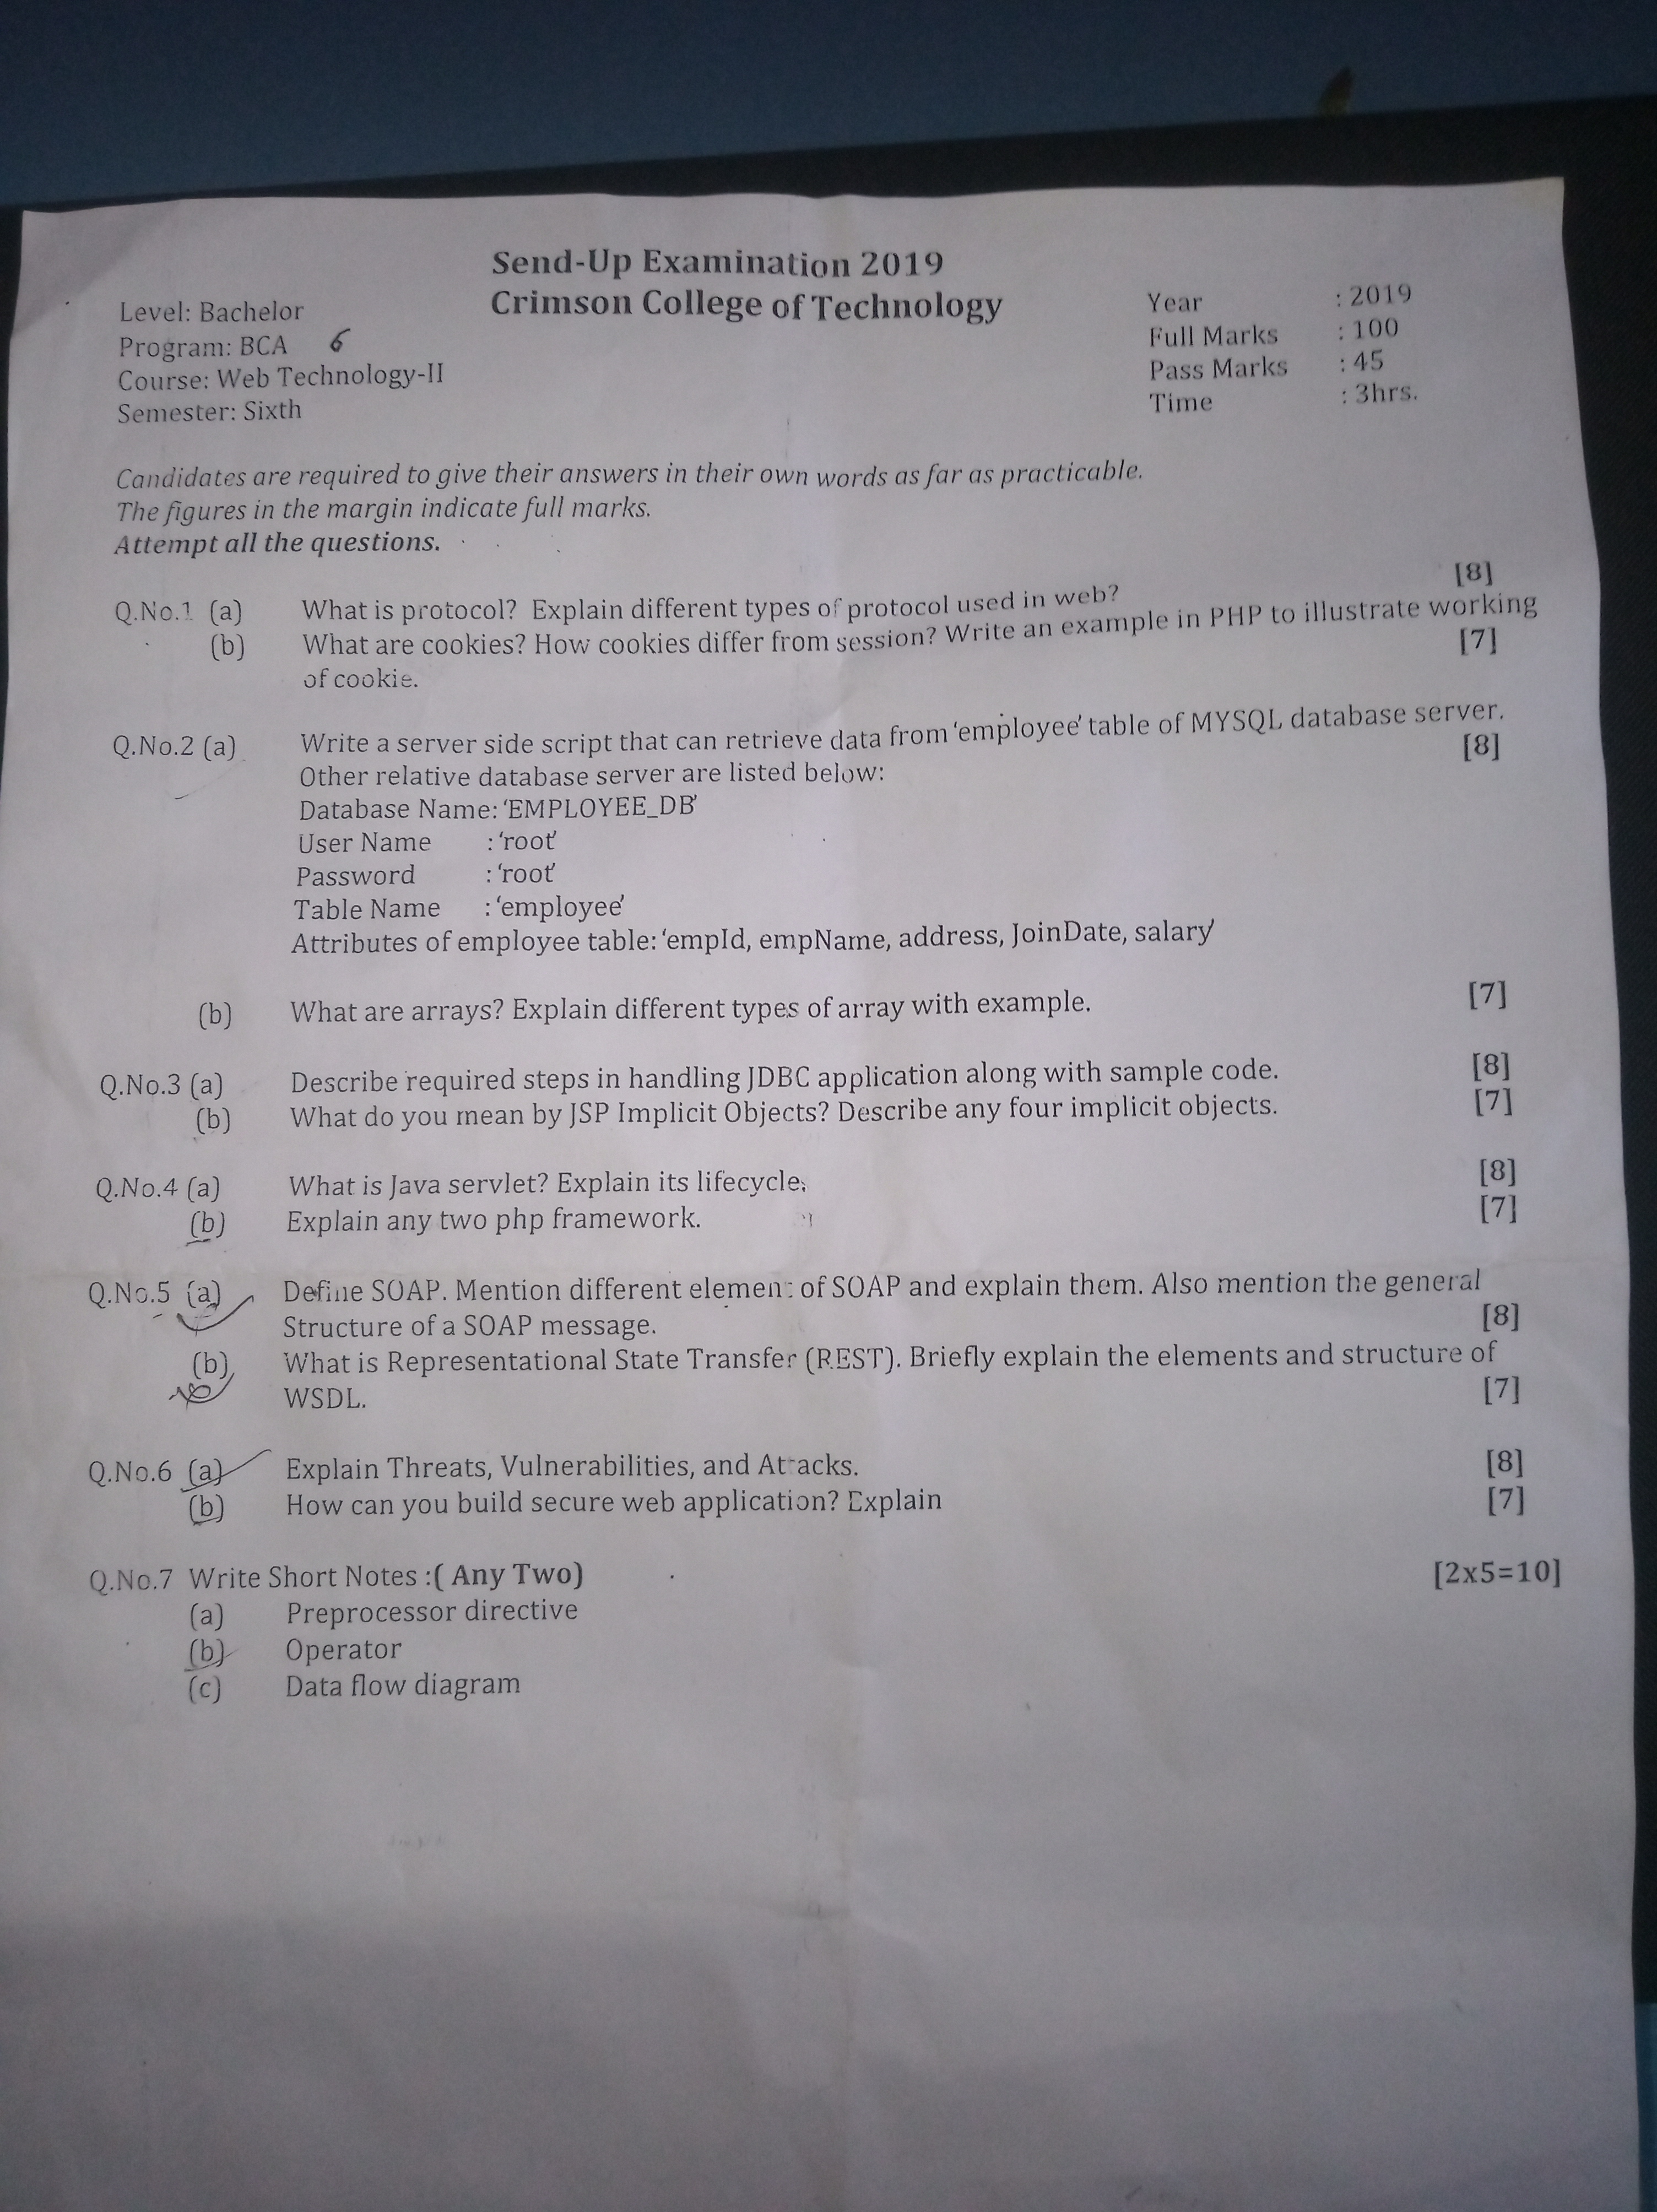 Send-Up Examination 2019
Crimson College of Technology
Level: Bachelor
Program: BCA 6
Course: Web Technology-II
Semester: Sixth
Year : 2019
Full Marks : 100
Pass Marks : 45
Time : 3hrs.
Candidates are required to give their answers in their own words as far as practicable.
The figures in the margin indicate full marks.
Attempt all the questions.
Q.No.1 (a) What is protocol? Explain different types of protocol used in web? [8]
(b) What are cookies? How cookies differ from session? Write an example in PHP to illustrate working
of cookie. [7]
Q.No.2 (a) Write a server side script that can retrieve data from 'employee' table of MYSQL database server.
Other relative database server are listed below: [8]
Database Name: 'EMPLOYEE_DB'
User Name : 'root'
Password : 'root'
Table Name : 'employee'
Attributes of employee table: 'empId, empName, address, JoinDate, salary'
(b) What are arrays? Explain different types of array with example. [7]
Q.No.3 (a) Describe required steps in handling JDBC application along with sample code. [8]
(b) What do you mean by JSP Implicit Objects? Describe any four implicit objects. [7]
Q.No.4 (a) What is Java servlet? Explain its lifecycle. [8]
(b) Explain any two php framework. [7]
Q.No.5 (a) Define SOAP. Mention different element of SOAP and explain them. Also mention the general
Structure of a SOAP message. [8]
(b) What is Representational State Transfer (REST). Briefly explain the elements and structure of
WSDL. [7]
Q.No.6 (a) Explain Threats, Vulnerabilities, and Attacks. [8]
(b) How can you build secure web application? Explain [7]
Q.No.7 Write Short Notes :( Any Two) [2x5=10]
(a) Preprocessor directive
(b) Operator
(c) Data flow diagram